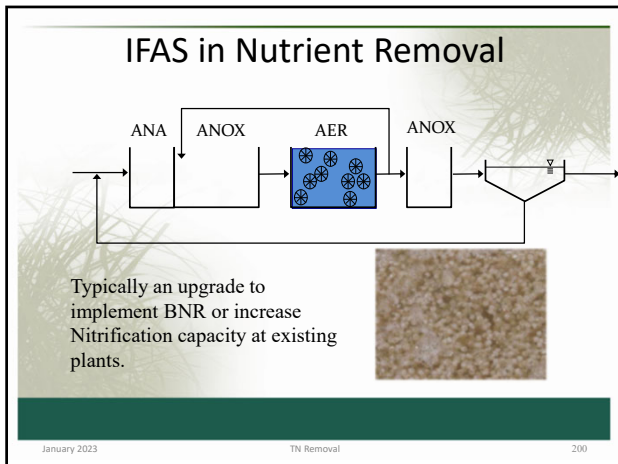 IFAS in Nutrient Removal
ANA ANOX AER ANOX
Typically an upgrade to
implement BNR or increase
Nitrification capacity at existing
plants.
January 2023 TN Removal 200